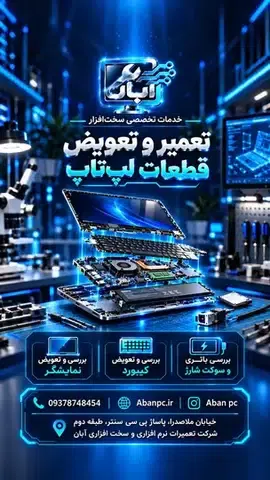 آبان
خدمات تخصصی سخت‌افزار
تعمیر و تعویض
قطعات لپ‌تاپ
بررسی باتری
و سوکت شارژ
بررسی و تعویض
کیبورد
بررسی و تعویض
نمایشگر
Aban pc
Abanpc.ir
09378748454
خیابان ملاصدرا، پاساژ پی سی سنتر، طبقه دوم
شرکت تعمیرات نرم افزاری و سخت افزاری آبان